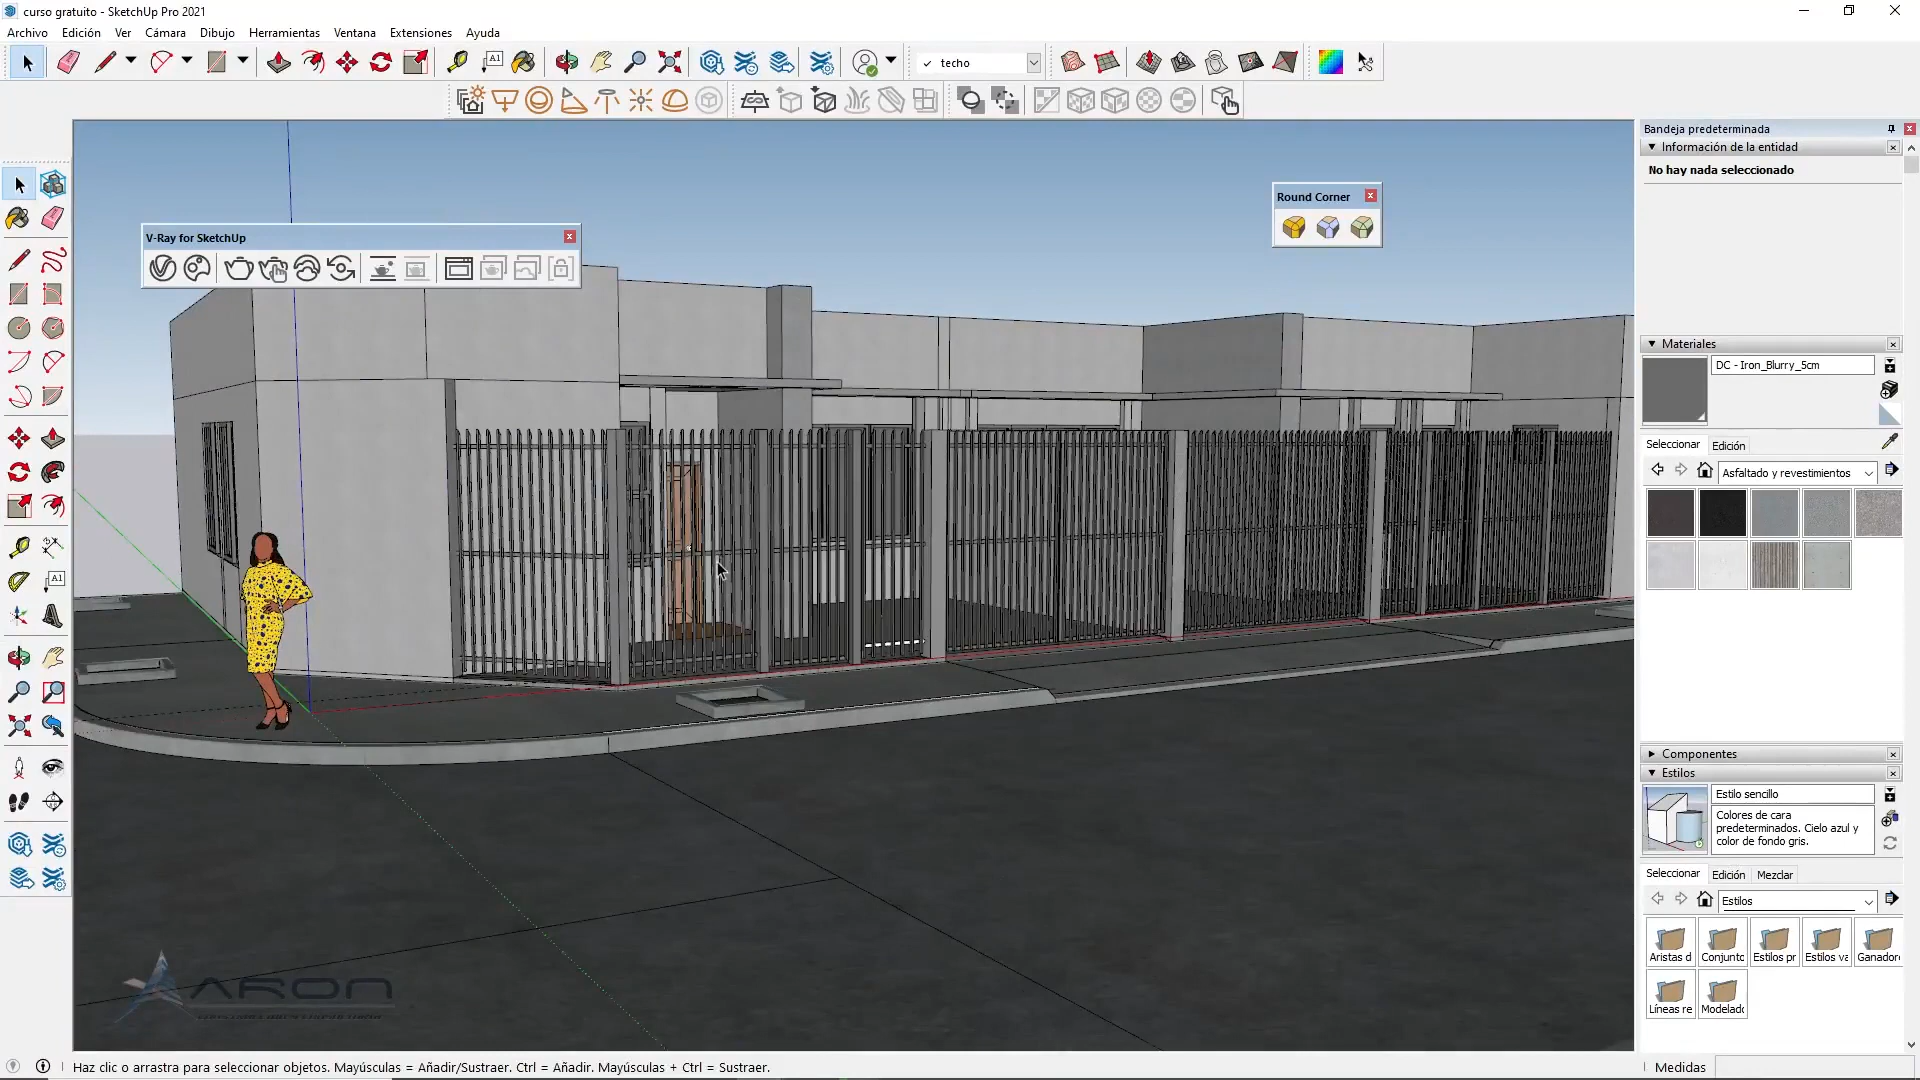 curso gratuito - SketchUp Pro 2021
Archivo Edición Ver Cámara Dibujo Herramientas Ventana Extensiones Ayuda
A1
✓ techo
Bandeja predeterminada
Información de la entidad
No hay nada seleccionado
Round Corner
V-Ray for SketchUp
Materiales
DC - Iron_Blurry_5cm
Seleccionar Edición
Asfaltado y revestimientos
A1
Componentes
Estilos
Estilo sencillo
Colores de cara
predeterminados. Cielo azul y
color de fondo gris.
Seleccionar Edición Mezclar
Estilos
Aristas d Conjunto Estilos pr Estilos va Ganador
Líneas re Modelado
ARON
Haz clic o arrastra para seleccionar objetos. Mayúsculas = Añadir/Sustraer. Ctrl = Añadir. Mayúsculas + Ctrl = Sustraer.
Medidas